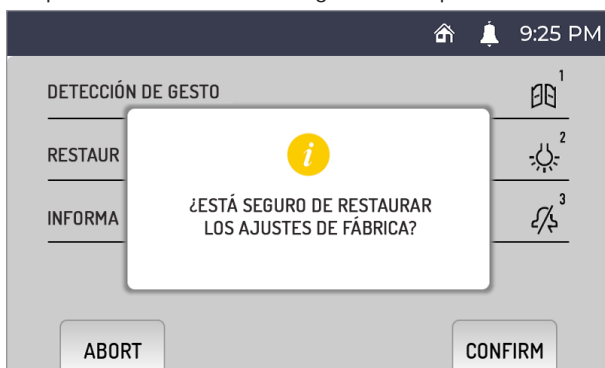 9:25 PM
DETECCIÓN DE GESTO
1
RESTAUR
2
INFORMA
3
i
¿ESTÁ SEGURO DE RESTAURAR
LOS AJUSTES DE FÁBRICA?
ABORT
CONFIRM